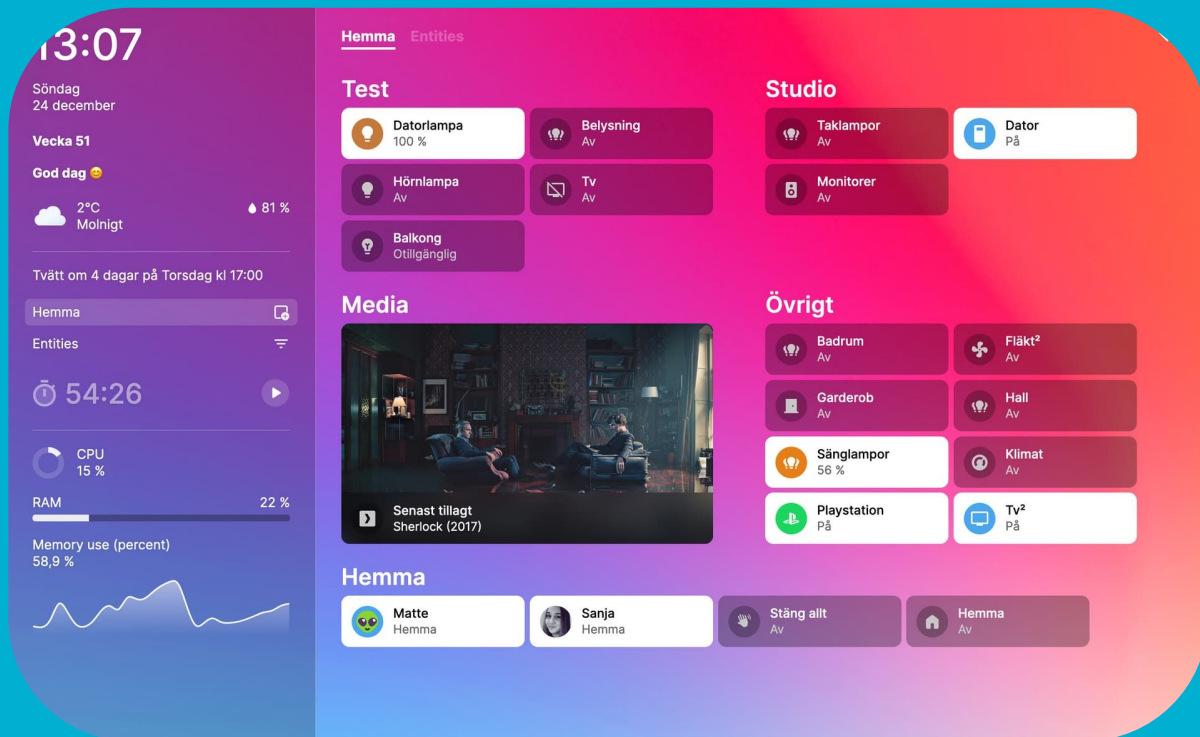 13:07
Söndag
24 december
Vecka 51
God dag 😊
2°C
Molnigt
81 %
Tvätt om 4 dagar på Torsdag kl 17:00
Hemma
Entities
54:26
CPU
15 %
RAM
22 %
Memory use (percent)
58,9 %
Hemma
Entities
Test
Datorlampa
100 %
Belysning
Av
Hörnlampa
Av
Tv
Av
Balkong
Otillgänglig
Studio
Taklampor
Av
Dator
På
Monitorer
Av
Media
Senast tillagt
Sherlock (2017)
Övrigt
Badrum
Av
Fläkt²
Av
Garderob
Av
Hall
Av
Sänglampor
56 %
Klimat
Av
Playstation
På
Tv²
På
Hemma
Matte
Hemma
Sanja
Hemma
Stäng allt
Av
Hemma
Av